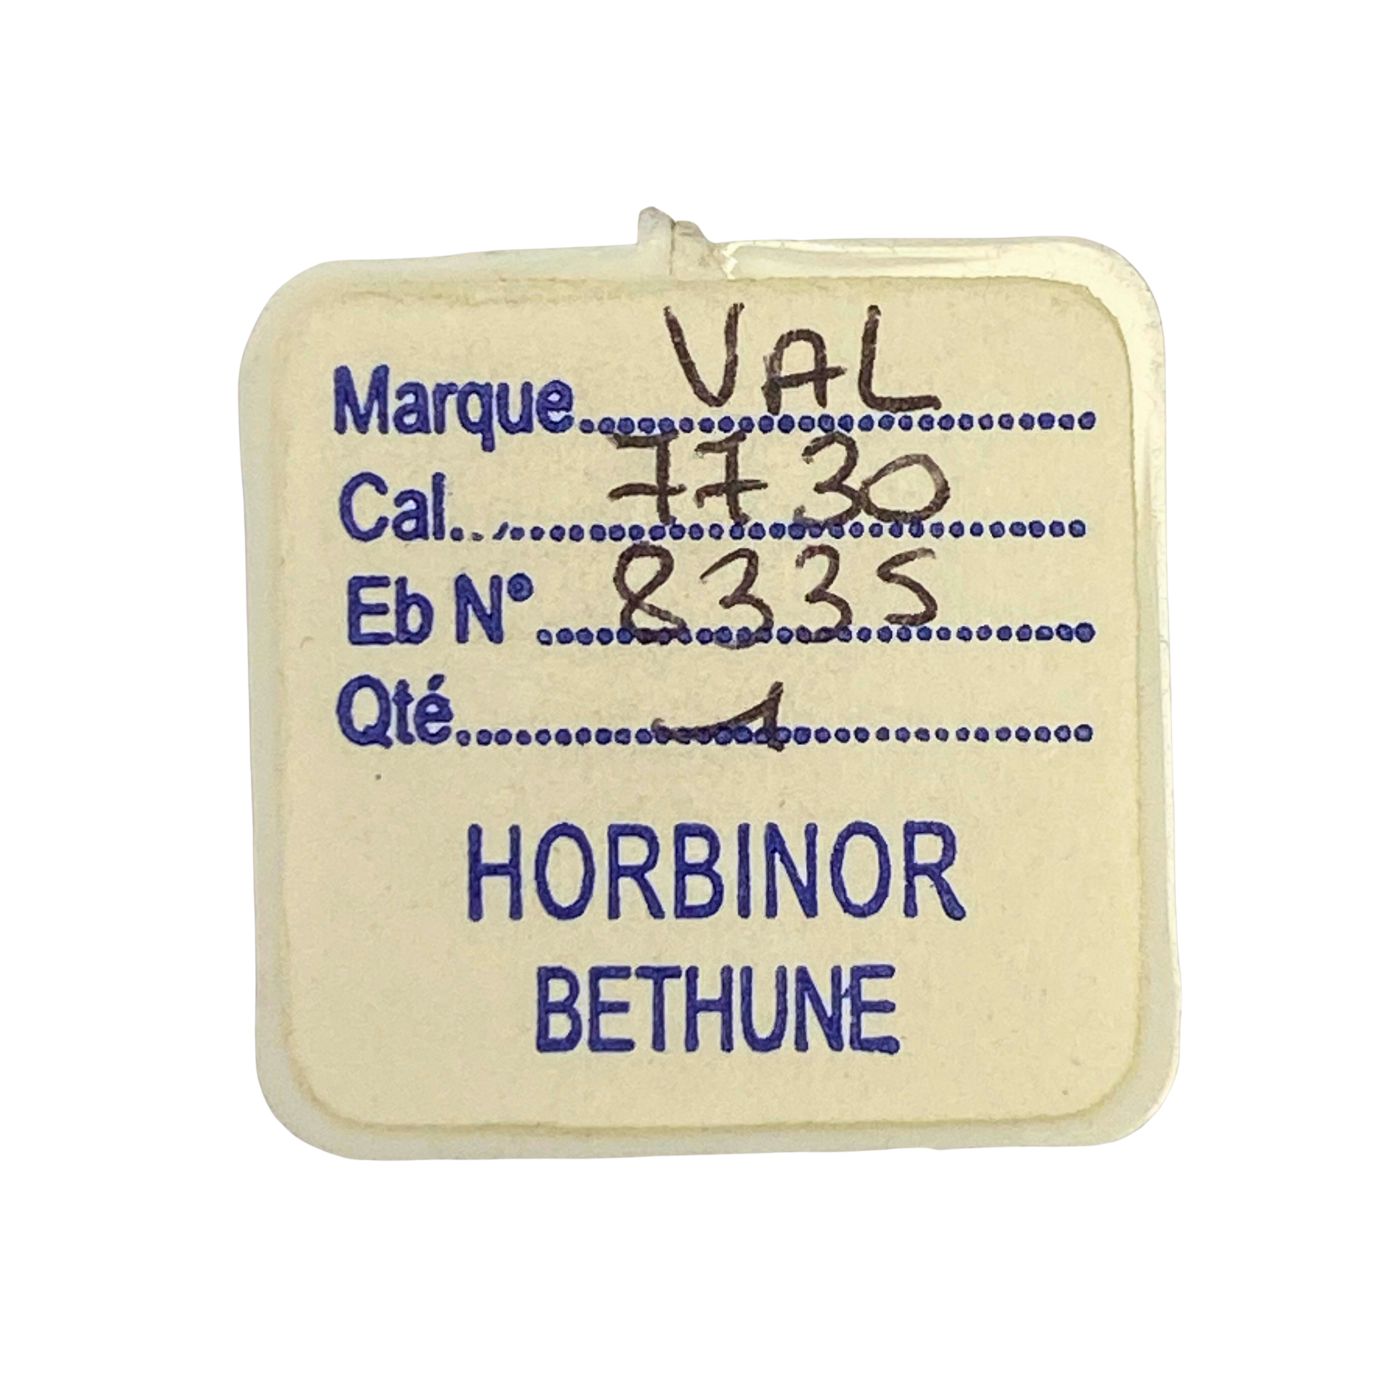 Marque VAL
Cal. 7730
Eb N° 8335
Qté 1
HORBINOR
BETHUNE